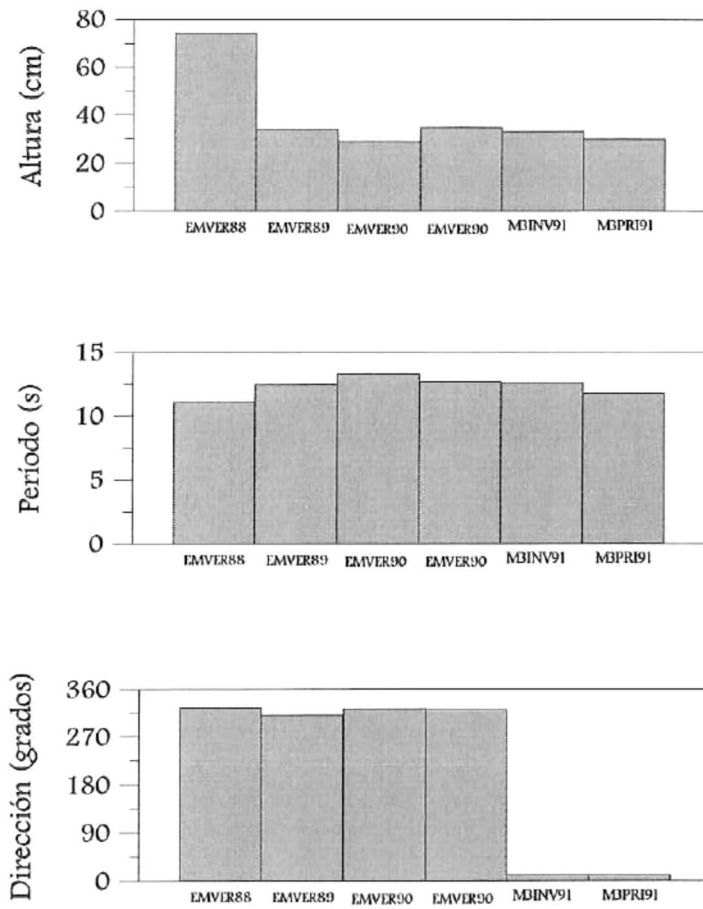 Altura (cm)
80
60
40
20
0
EMVER88 EMVER89 EMVER90 EMVER90 M3INV91 M3PRI91
Período (s)
15
10
5
0
EMVER88 EMVER89 EMVER90 EMVER90 M3INV91 M3PRI91
Dirección (grados)
360
270
180
90
0
EMVER88 EMVER89 EMVER90 EMVER90 M3INV91 M3PRI91